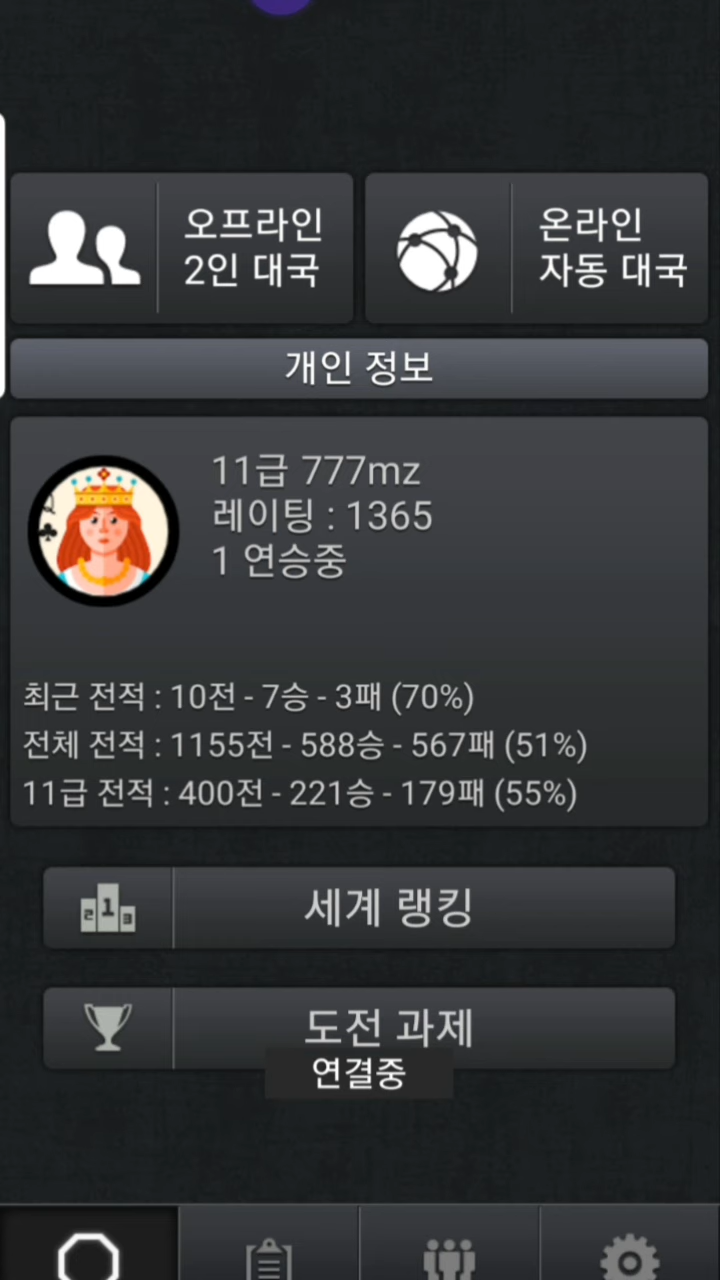 오프라인
2인 대국
온라인
자동 대국
개인 정보
11급 777mz
레이팅 : 1365
1 연승중
최근 전적 : 10전 - 7승 - 3패 (70%)
전체 전적 : 1155전 - 588승 - 567패 (51%)
11급 전적 : 400전 - 221승 - 179패 (55%)
2 1 3
세계 랭킹
도전 과제
연결중